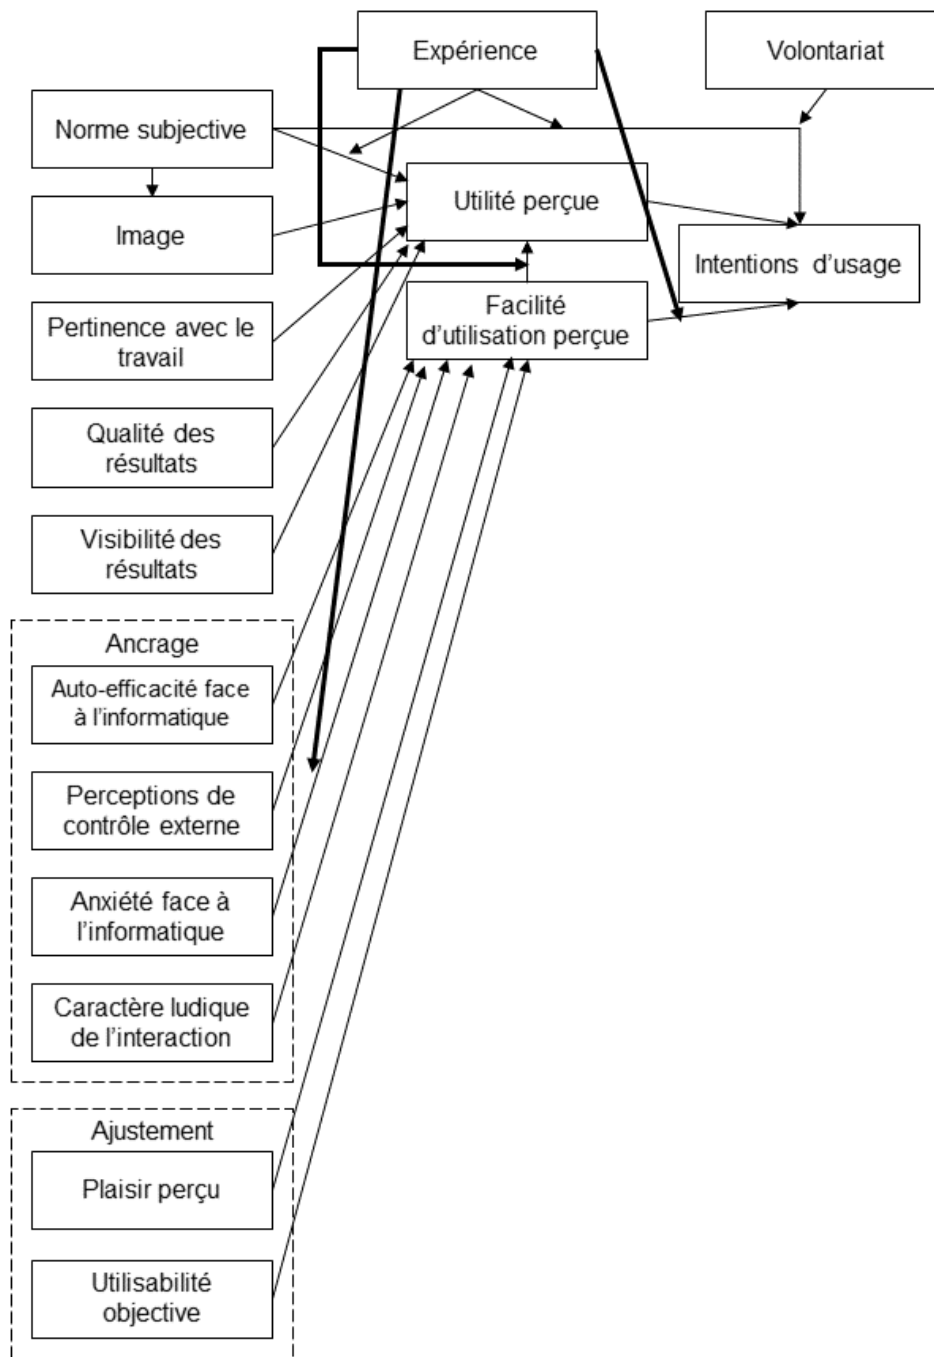 Expérience
Volontariat
Norme subjective
Utilité perçue
Image
Intentions d'usage
Facilité
d'utilisation perçue
Pertinence avec le
travail
Qualité des
résultats
Visibilité des
résultats
Ancrage
Auto-efficacité face
à l'informatique
Perceptions de
contrôle externe
Anxiété face à
l'informatique
Caractère ludique
de l'interaction
Ajustement
Plaisir perçu
Utilisabilité
objective